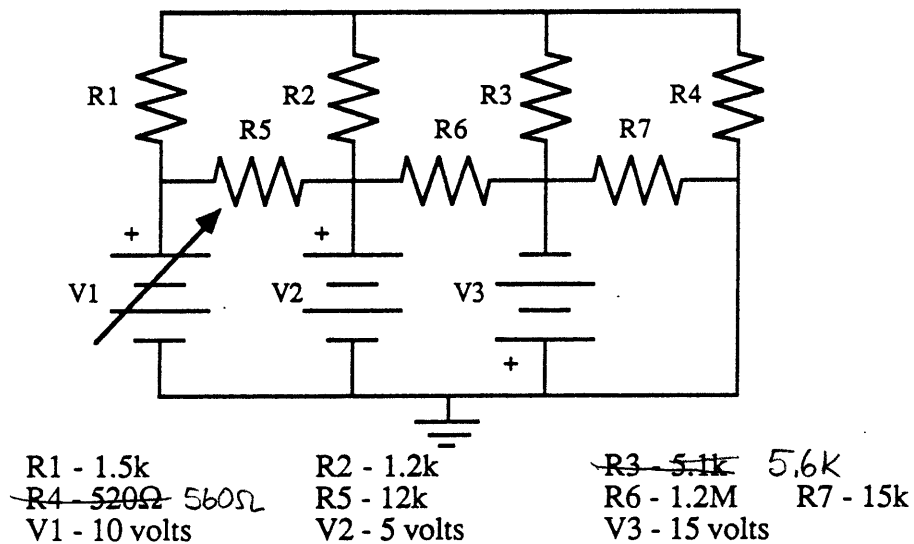 R1 R2 R3 R4
R5 R6 R7
+ +
V1 V2 V3
+
R1 - 1.5k R2 - 1.2k R3 - 5.1k 5.6K
R4 - 520Ω 560Ω R5 - 12k R6 - 1.2M R7 - 15k
V1 - 10 volts V2 - 5 volts V3 - 15 volts